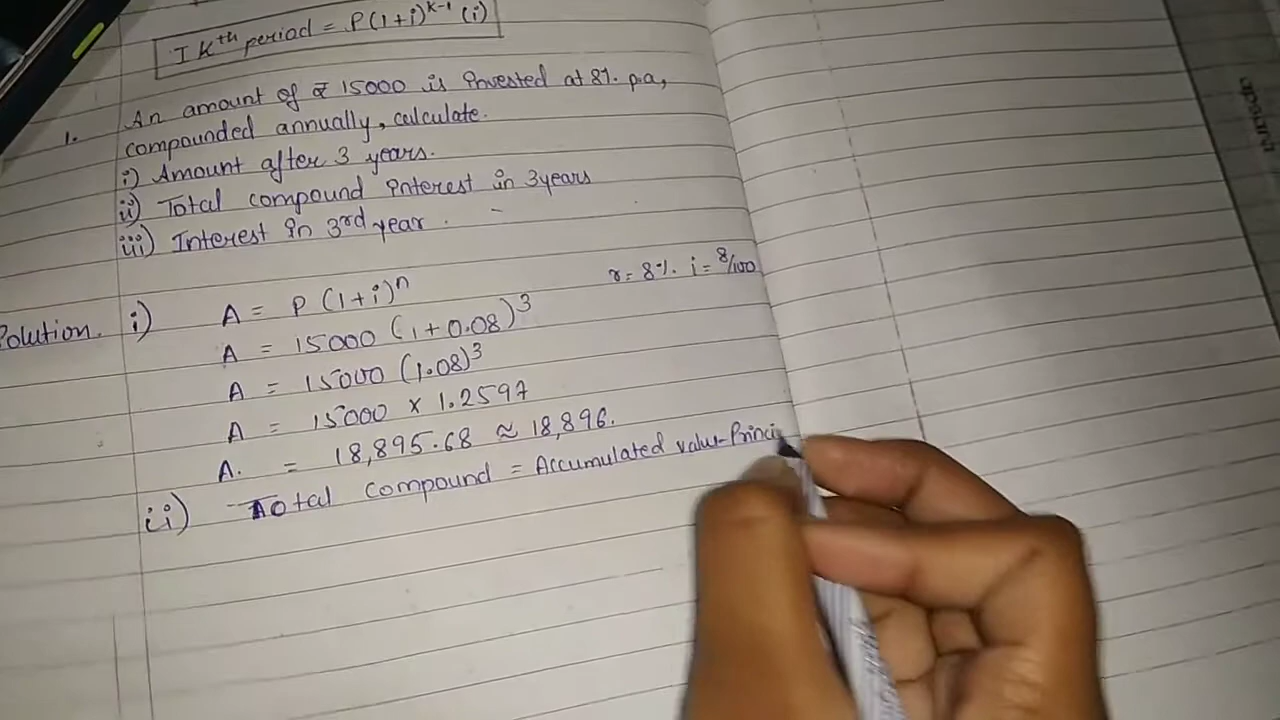 I Kth period = P(1+i)^k-1 (i)
1. An amount of ₹ 15000 is invested at 8% p.a,
compounded annually, calculate.
i) Amount after 3 years.
ii) Total compound interest in 3 years
iii) Interest in 3rd year.
r = 8% i = 8/100
Solution. i) A = P(1+i)^n
A = 15000 (1+0.08)^3
A = 15000 (1.08)^3
A = 15000 x 1.2597
A. = 18,895.68 ≈ 18,896.
ii) Total compound = Accumulated value - Princi